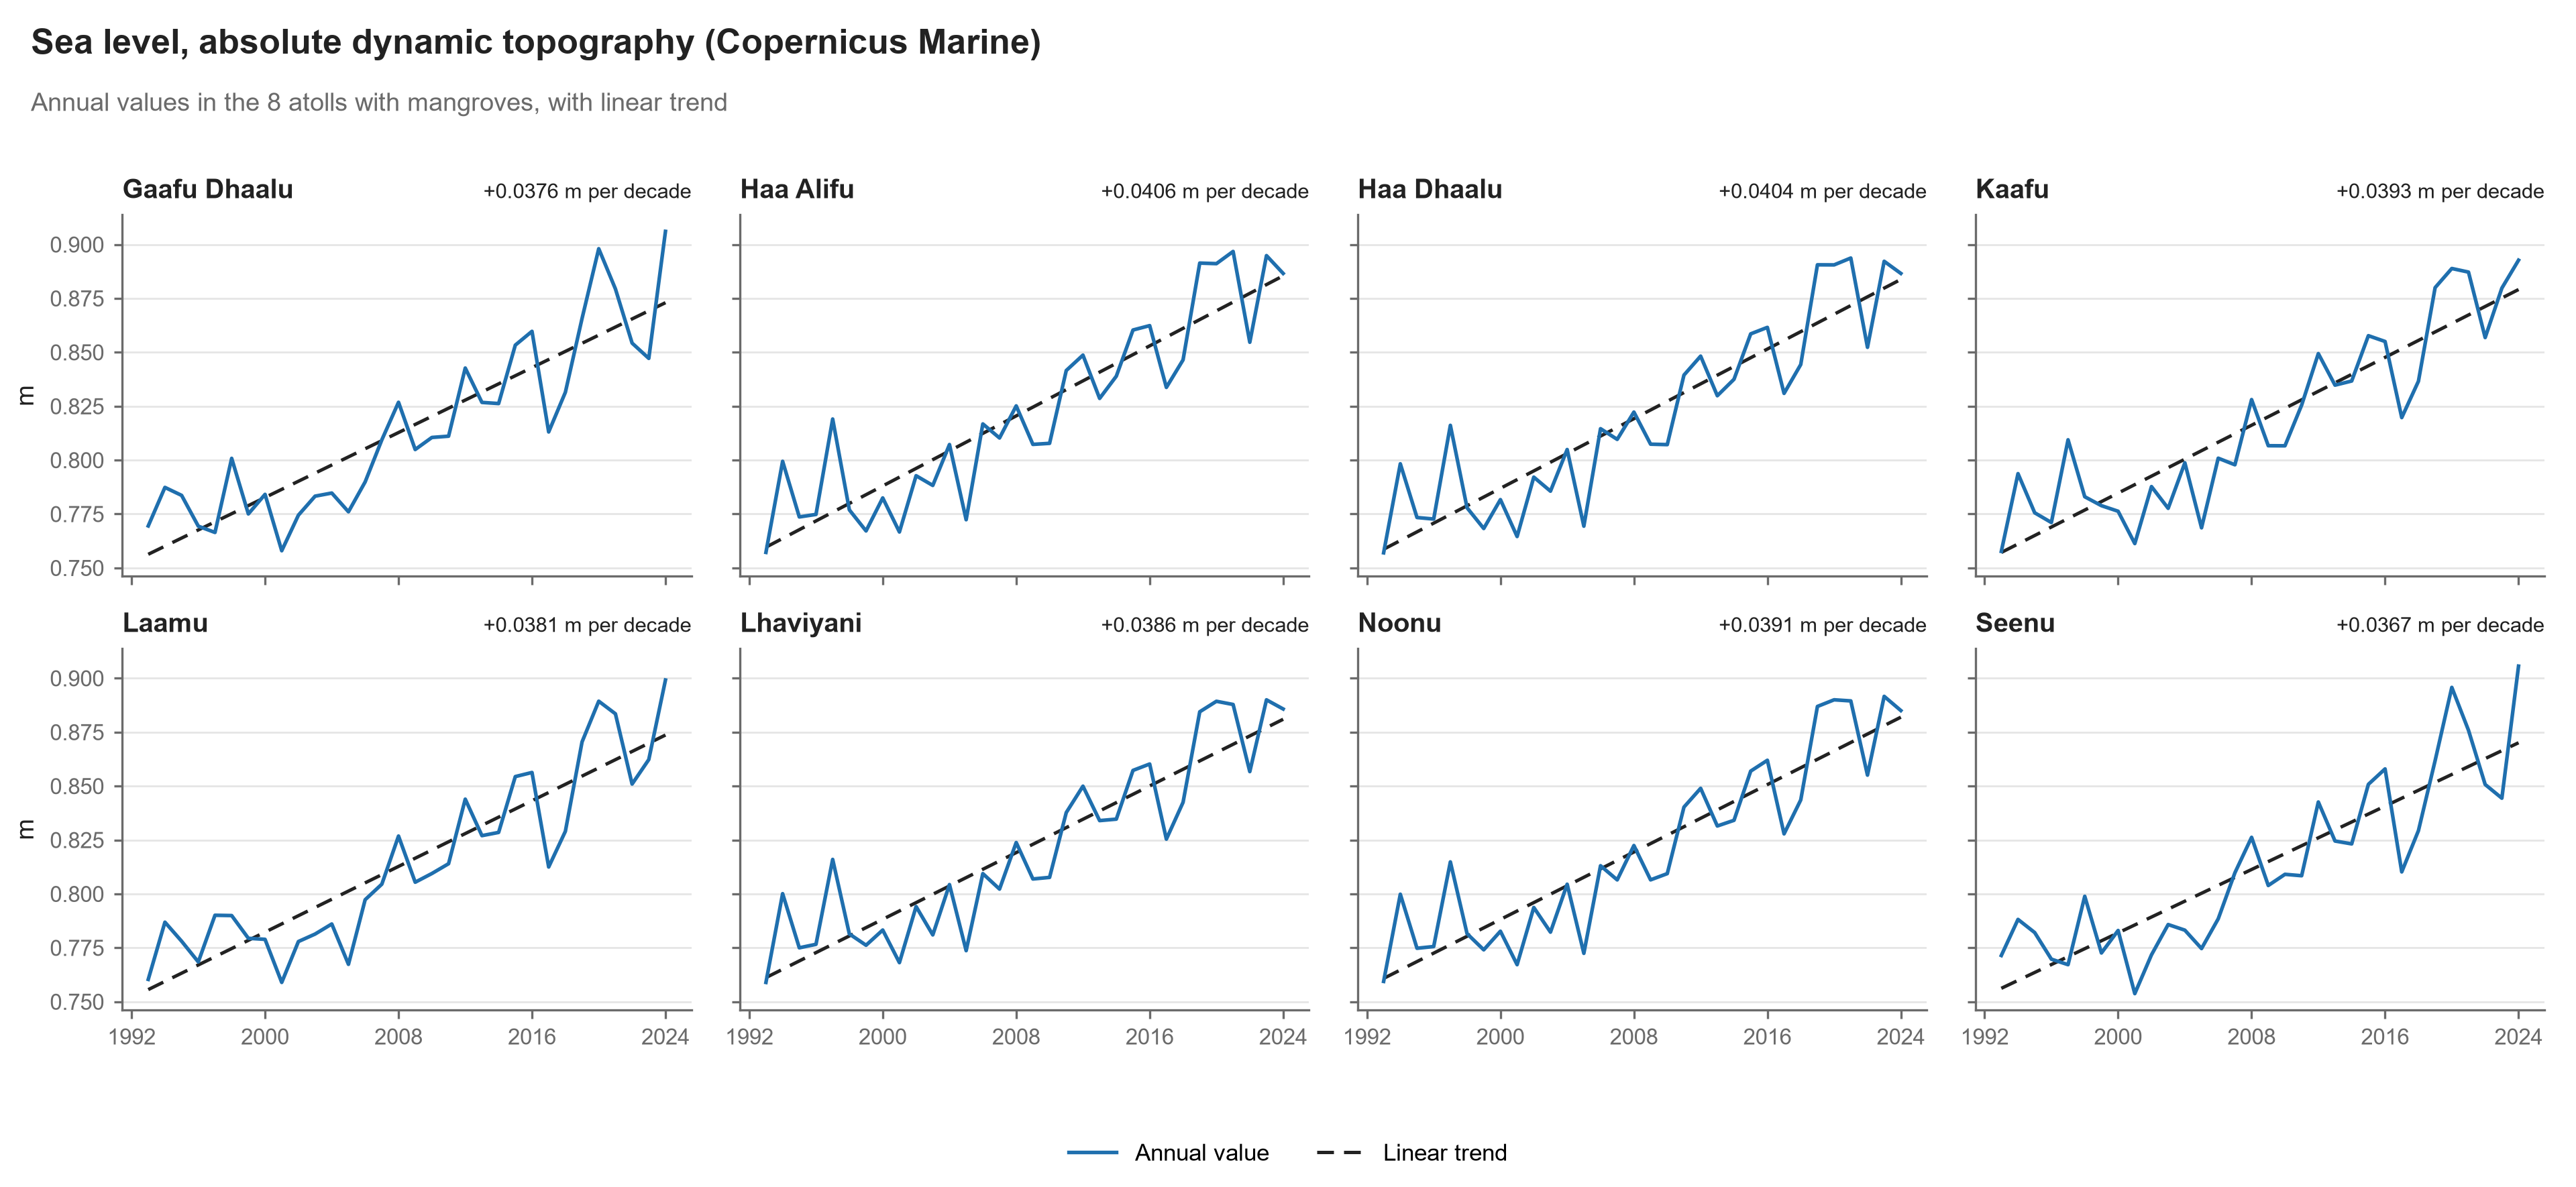 Sea level, absolute dynamic topography (Copernicus Marine)
Annual values in the 8 atolls with mangroves, with linear trend
Gaafu Dhaalu +0.0376 m per decade
Haa Alifu +0.0406 m per decade
Haa Dhaalu +0.0404 m per decade
Kaafu +0.0393 m per decade
0.900
0.875
0.850
0.825
0.800
0.775
0.750
m
Laamu +0.0381 m per decade
Lhaviyani +0.0386 m per decade
Noonu +0.0391 m per decade
Seenu +0.0367 m per decade
0.900
0.875
0.850
0.825
0.800
0.775
0.750
m
1992 2000 2008 2016 2024
1992 2000 2008 2016 2024
1992 2000 2008 2016 2024
1992 2000 2008 2016 2024
Annual value Linear trend